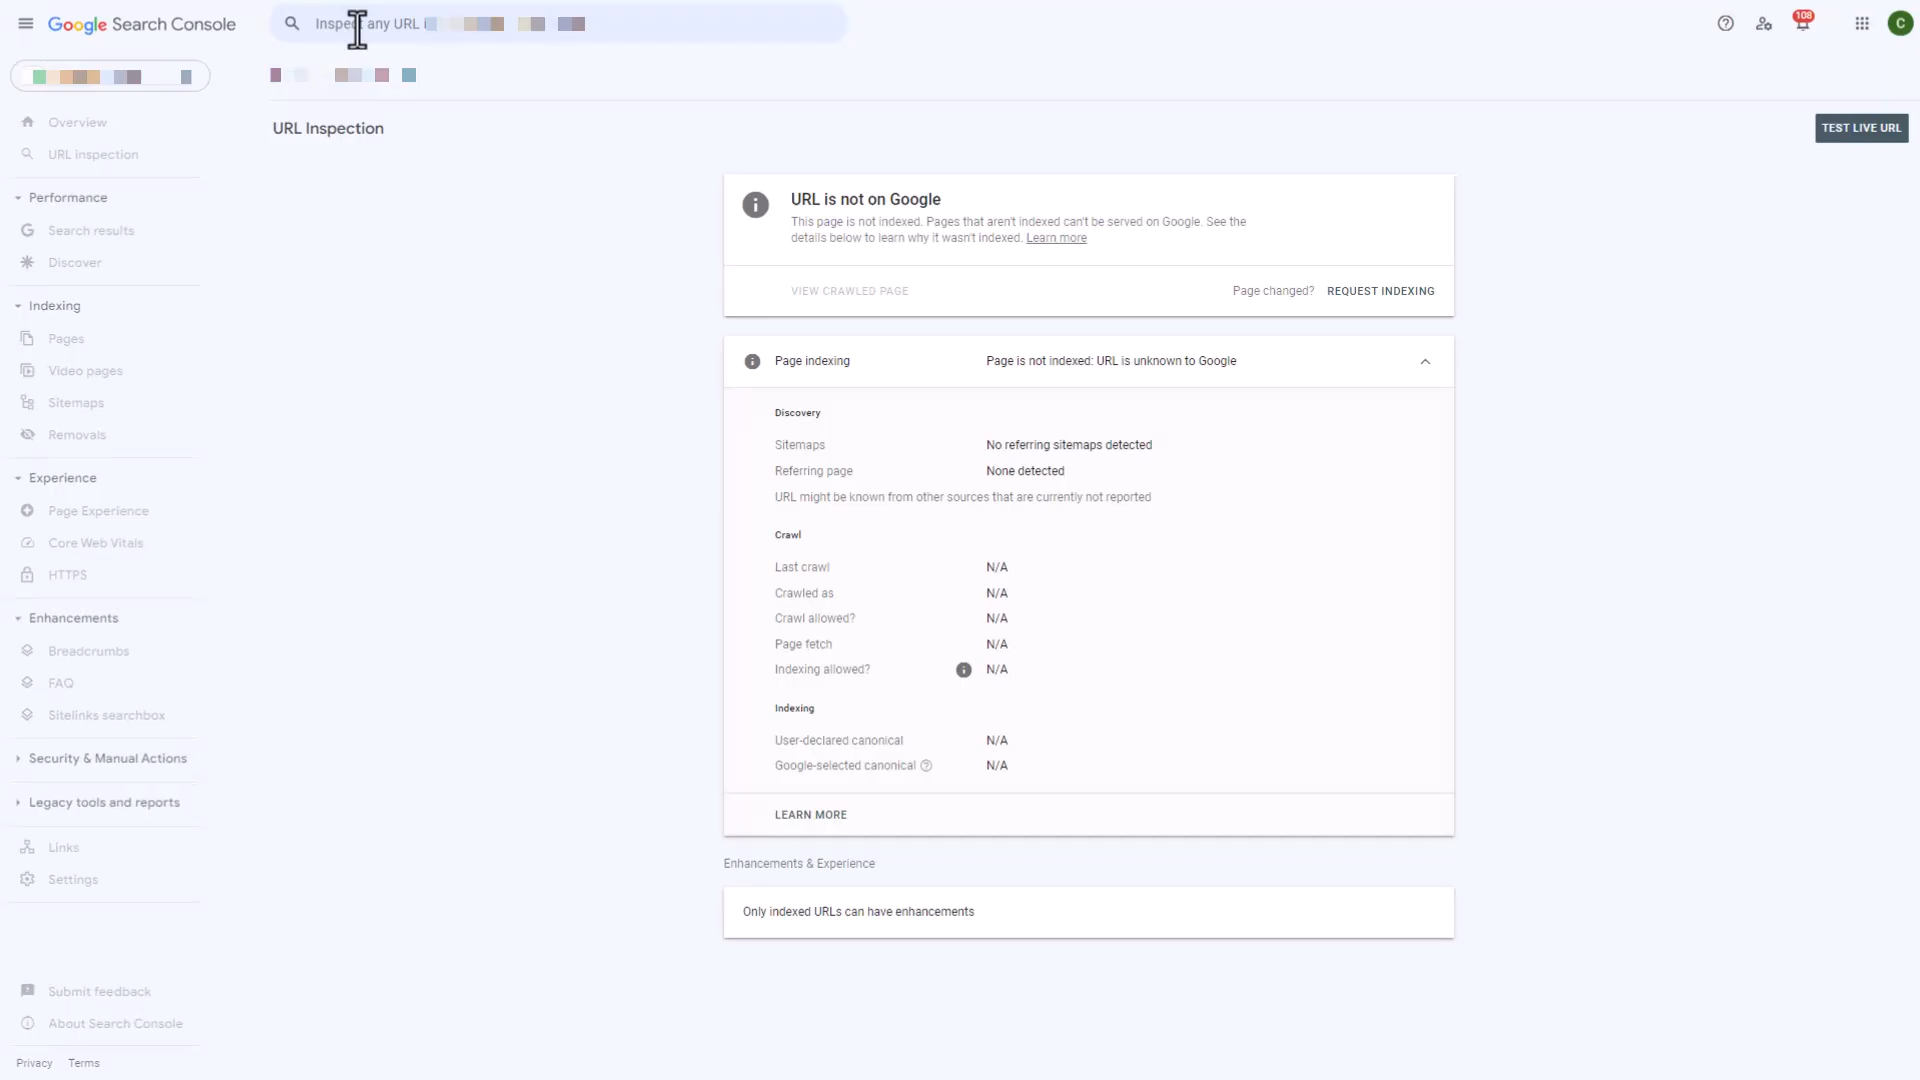 Google Search Console
Inspect any URL
108
C
Overview
URL inspection
Performance
Search results
Discover
Indexing
Pages
Video pages
Sitemaps
Removals
Experience
Page Experience
Core Web Vitals
HTTPS
Enhancements
Breadcrumbs
FAQ
Sitelinks searchbox
Security & Manual Actions
Legacy tools and reports
Links
Settings
Submit feedback
About Search Console
Privacy Terms
URL Inspection
TEST LIVE URL
URL is not on Google
This page is not indexed. Pages that aren't indexed can't be served on Google. See the
details below to learn why it wasn't indexed. Learn more
VIEW CRAWLED PAGE
Page changed? REQUEST INDEXING
Page indexing Page is not indexed: URL is unknown to Google
Discovery
Sitemaps No referring sitemaps detected
Referring page None detected
URL might be known from other sources that are currently not reported
Crawl
Last crawl N/A
Crawled as N/A
Crawl allowed? N/A
Page fetch N/A
Indexing allowed? N/A
Indexing
User-declared canonical N/A
Google-selected canonical N/A
LEARN MORE
Enhancements & Experience
Only indexed URLs can have enhancements